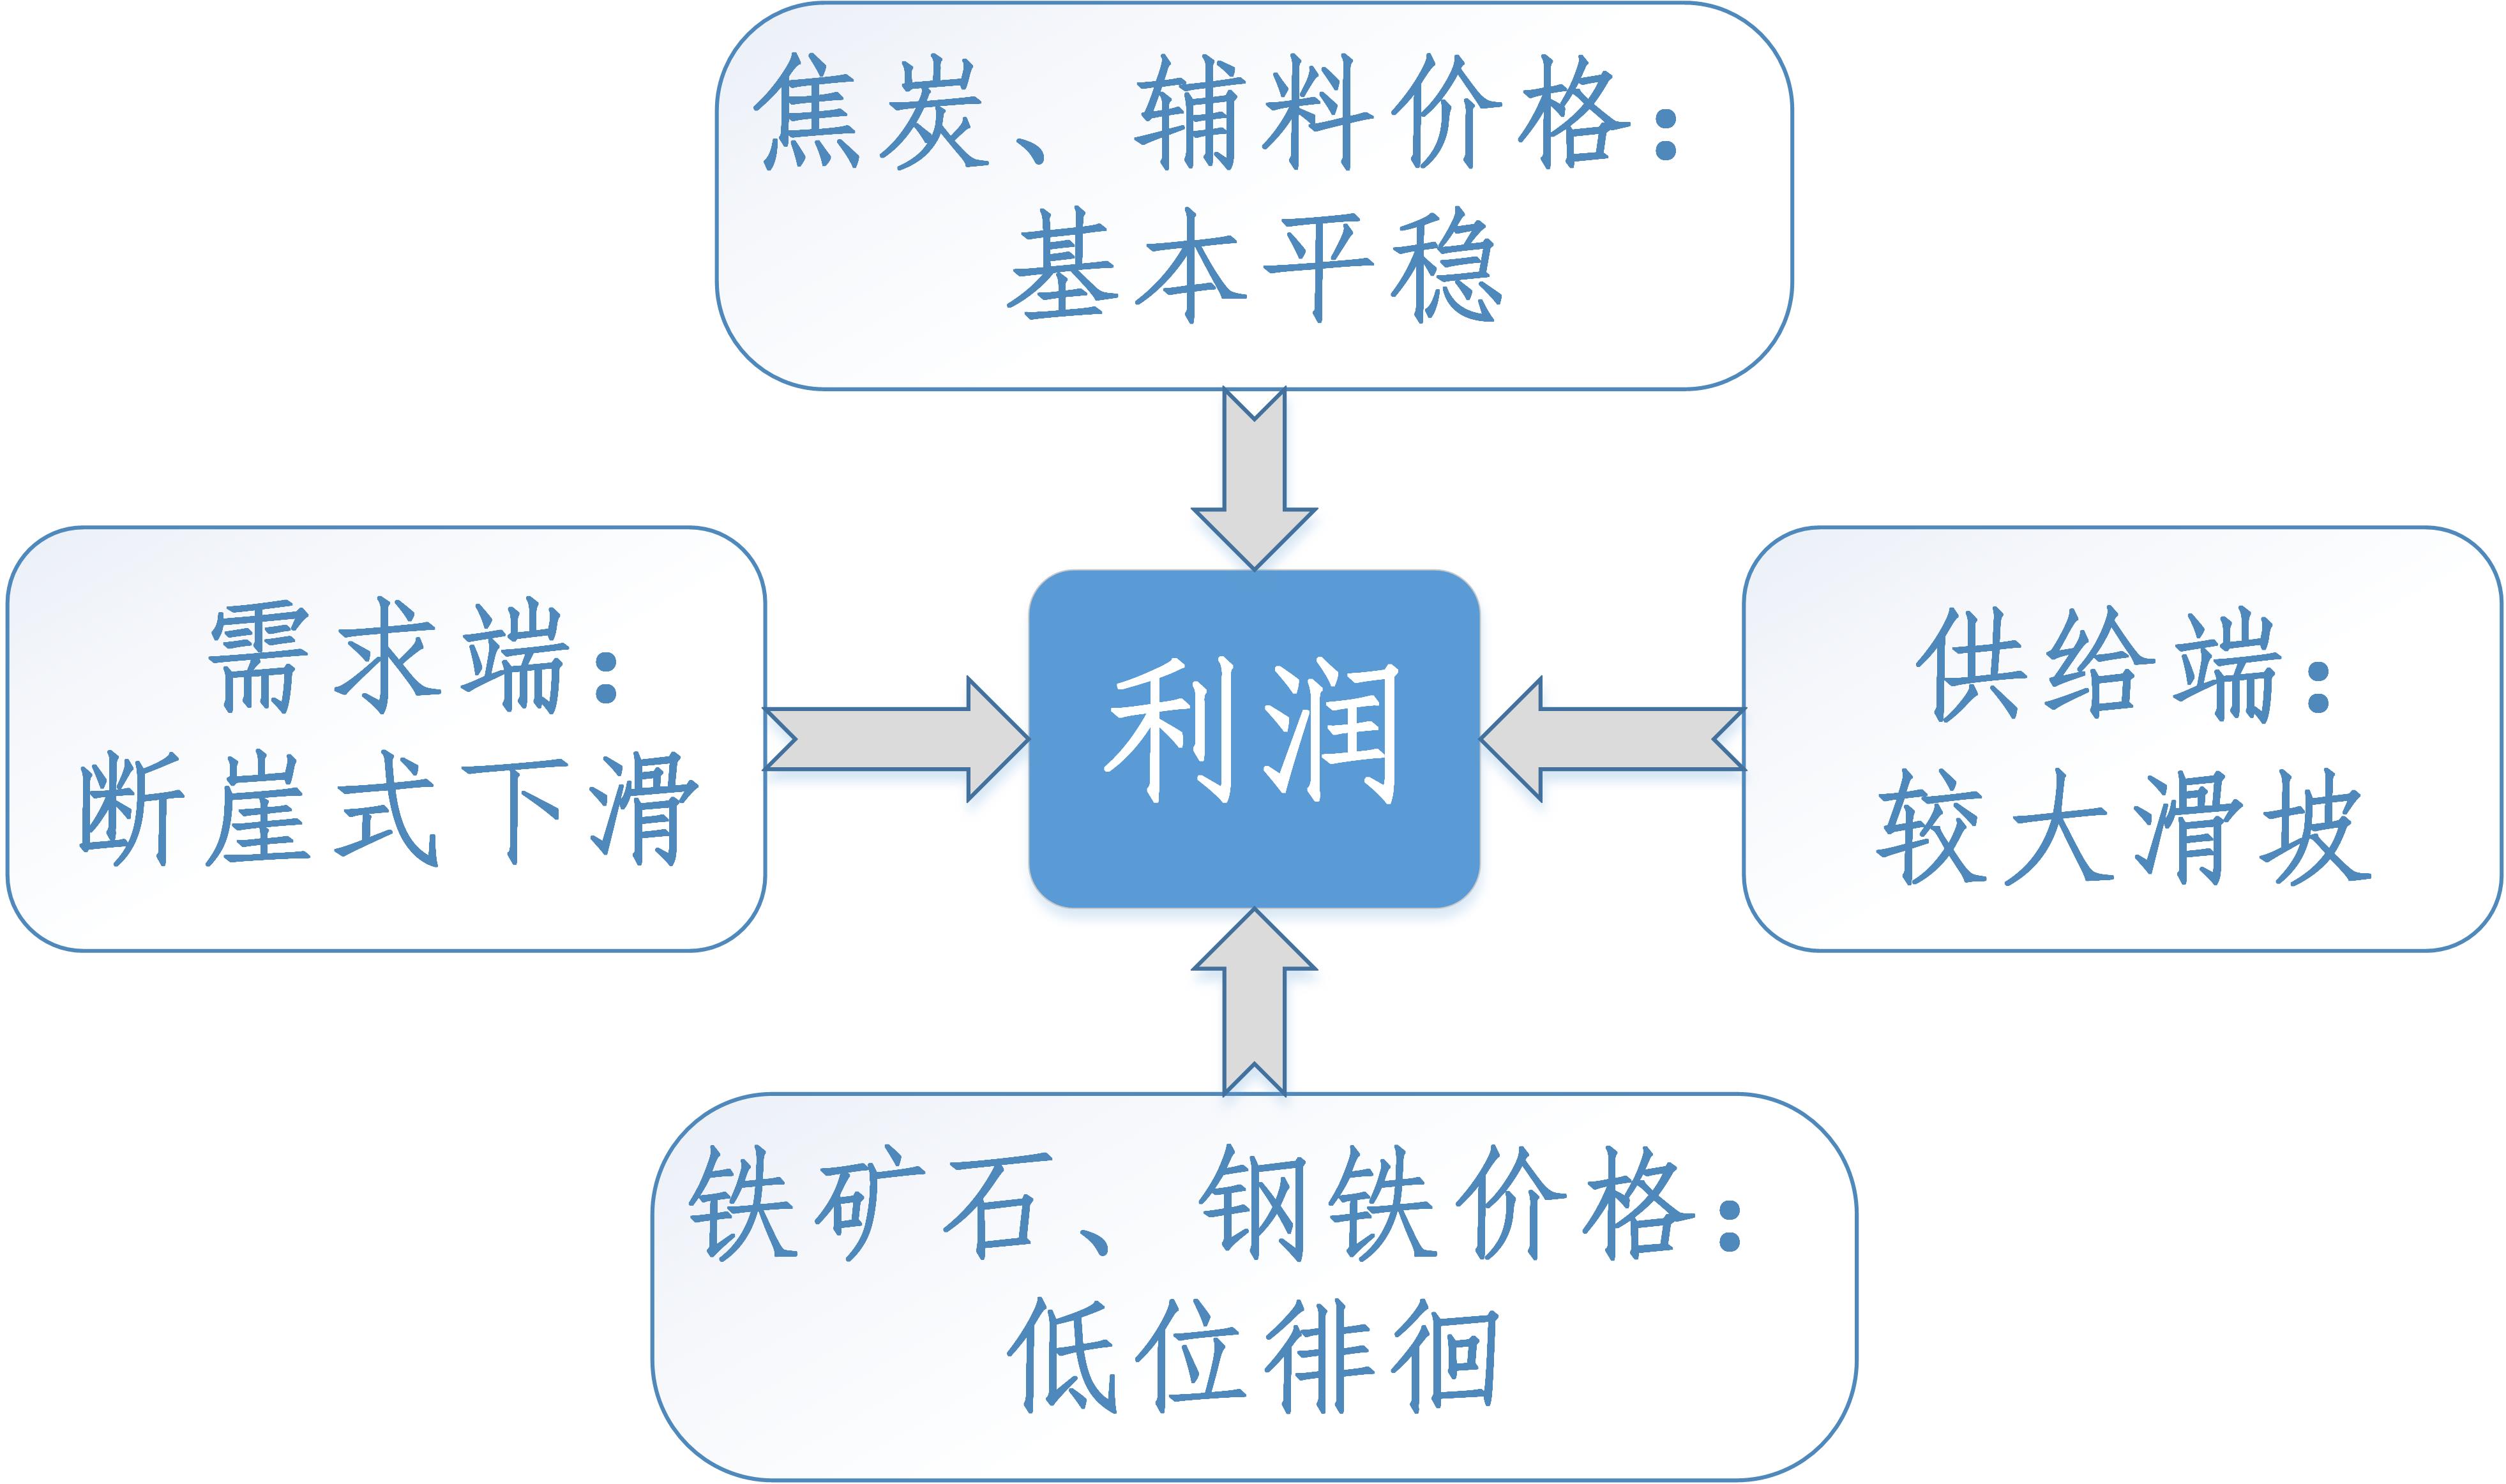 焦炭、辅料价格：
基本平稳
需求端：
断崖式下滑
利润
供给端：
较大滑坡
铁矿石、钢铁价格：
低位徘徊